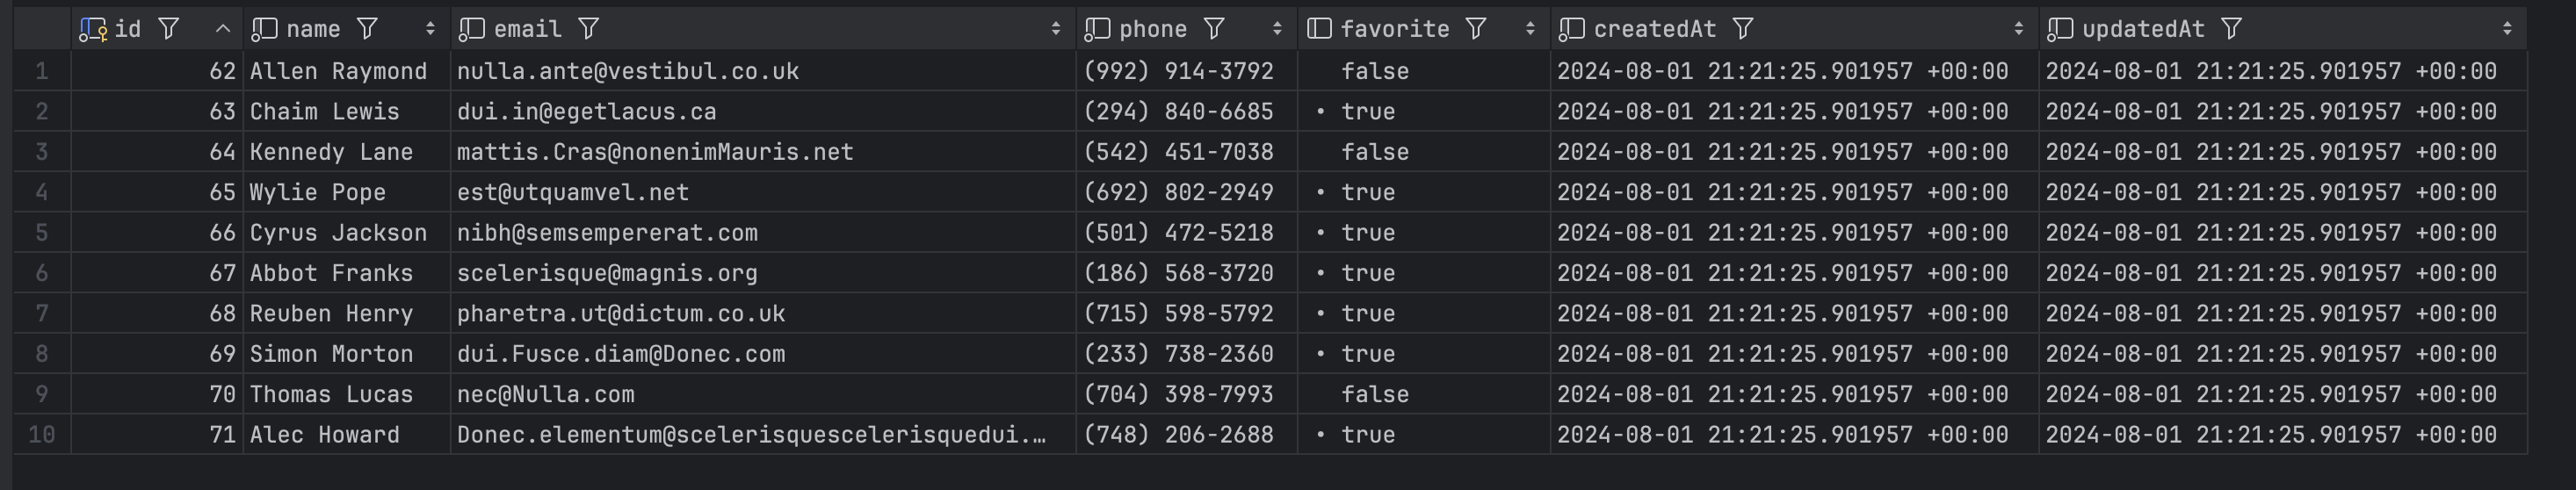 id name email phone favorite createdAt updatedAt
1 62 Allen Raymond nulla.ante@vestibul.co.uk (992) 914-3792 false 2024-08-01 21:21:25.901957 +00:00 2024-08-01 21:21:25.901957 +00:00
2 63 Chaim Lewis dui.in@egetlacus.ca (294) 840-6685 • true 2024-08-01 21:21:25.901957 +00:00 2024-08-01 21:21:25.901957 +00:00
3 64 Kennedy Lane mattis.Cras@nonenimMauris.net (542) 451-7038 false 2024-08-01 21:21:25.901957 +00:00 2024-08-01 21:21:25.901957 +00:00
4 65 Wylie Pope est@utquamvel.net (692) 802-2949 • true 2024-08-01 21:21:25.901957 +00:00 2024-08-01 21:21:25.901957 +00:00
5 66 Cyrus Jackson nibh@semsempererat.com (501) 472-5218 • true 2024-08-01 21:21:25.901957 +00:00 2024-08-01 21:21:25.901957 +00:00
6 67 Abbot Franks scelerisque@magnis.org (186) 568-3720 • true 2024-08-01 21:21:25.901957 +00:00 2024-08-01 21:21:25.901957 +00:00
7 68 Reuben Henry pharetra.ut@dictum.co.uk (715) 598-5792 • true 2024-08-01 21:21:25.901957 +00:00 2024-08-01 21:21:25.901957 +00:00
8 69 Simon Morton dui.Fusce.diam@Donec.com (233) 738-2360 • true 2024-08-01 21:21:25.901957 +00:00 2024-08-01 21:21:25.901957 +00:00
9 70 Thomas Lucas nec@Nulla.com (704) 398-7993 false 2024-08-01 21:21:25.901957 +00:00 2024-08-01 21:21:25.901957 +00:00
10 71 Alec Howard Donec.elementum@scelerisquescelerisquedui.… (748) 206-2688 • true 2024-08-01 21:21:25.901957 +00:00 2024-08-01 21:21:25.901957 +00:00